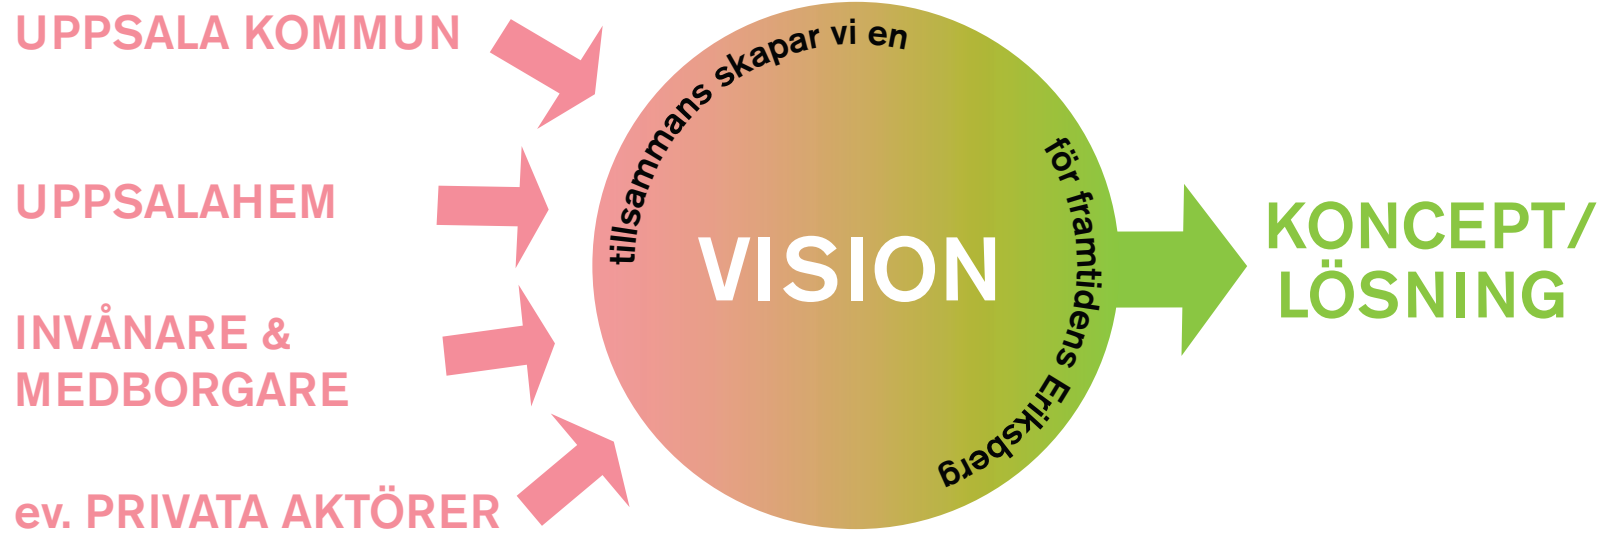 UPPSALA KOMMUN
UPPSALAHEM
INVÅNARE &
MEDBORGARE
ev. PRIVATA AKTÖRER
tillsammans skapar vi en
VISION
för framtidens Eriksberg
KONCEPT/
LÖSNING